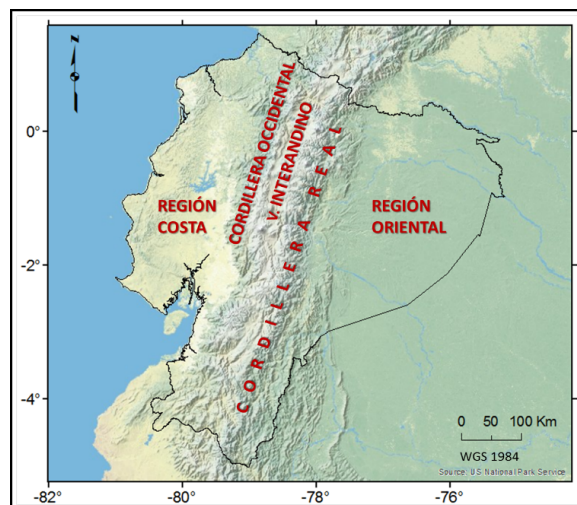 N
0°
-2°
-4°
CORDILLERA OCCIDENTAL
V. INTERANDINO
CORDILLERA REAL
REGIÓN
COSTA
REGIÓN
ORIENTAL
0 50 100 Km
WGS 1984
Source: US National Park Service
-82° -80° -78° -76°